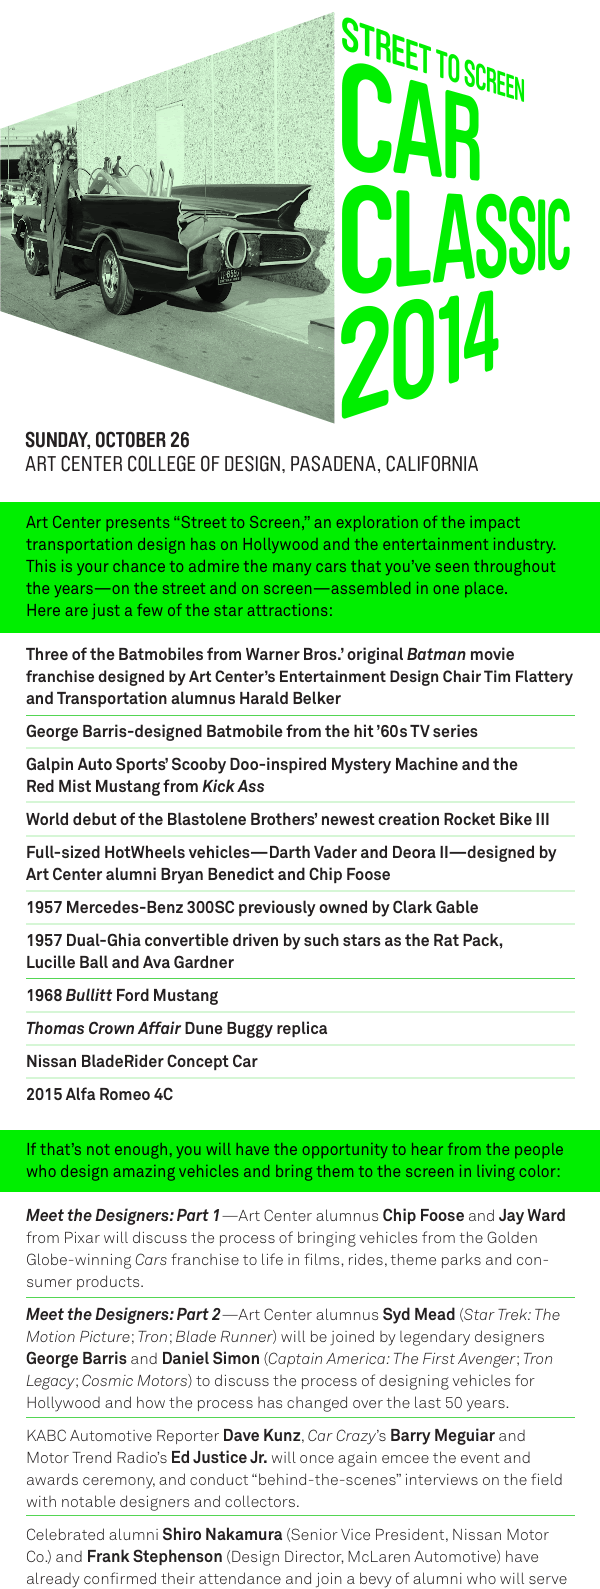 STREET TO SCREEN
CAR
CLASSIC
2014
SUNDAY, OCTOBER 26
ART CENTER COLLEGE OF DESIGN, PASADENA, CALIFORNIA
Art Center presents “Street to Screen,” an exploration of the impact
transportation design has on Hollywood and the entertainment industry.
This is your chance to admire the many cars that you’ve seen throughout
the years—on the street and on screen—assembled in one place.
Here are just a few of the star attractions:
Three of the Batmobiles from Warner Bros.’ original Batman movie
franchise designed by Art Center’s Entertainment Design Chair Tim Flattery
and Transportation alumnus Harald Belker
George Barris-designed Batmobile from the hit ’60s TV series
Galpin Auto Sports’ Scooby Doo-inspired Mystery Machine and the
Red Mist Mustang from Kick Ass
World debut of the Blastolene Brothers’ newest creation Rocket Bike III
Full-sized HotWheels vehicles—Darth Vader and Deora II—designed by
Art Center alumni Bryan Benedict and Chip Foose
1957 Mercedes-Benz 300SC previously owned by Clark Gable
1957 Dual-Ghia convertible driven by such stars as the Rat Pack,
Lucille Ball and Ava Gardner
1968 Bullitt Ford Mustang
Thomas Crown Affair Dune Buggy replica
Nissan BladeRider Concept Car
2015 Alfa Romeo 4C
If that’s not enough, you will have the opportunity to hear from the people
who design amazing vehicles and bring them to the screen in living color:
Meet the Designers: Part 1—Art Center alumnus Chip Foose and Jay Ward
from Pixar will discuss the process of bringing vehicles from the Golden
Globe-winning Cars franchise to life in films, rides, theme parks and con-
sumer products.
Meet the Designers: Part 2—Art Center alumnus Syd Mead (Star Trek: The
Motion Picture; Tron; Blade Runner) will be joined by legendary designers
George Barris and Daniel Simon (Captain America: The First Avenger; Tron
Legacy; Cosmic Motors) to discuss the process of designing vehicles for
Hollywood and how the process has changed over the last 50 years.
KABC Automotive Reporter Dave Kunz, Car Crazy’s Barry Meguiar and
Motor Trend Radio’s Ed Justice Jr. will once again emcee the event and
awards ceremony, and conduct “behind-the-scenes” interviews on the field
with notable designers and collectors.
Celebrated alumni Shiro Nakamura (Senior Vice President, Nissan Motor
Co.) and Frank Stephenson (Design Director, McLaren Automotive) have
already confirmed their attendance and join a bevy of alumni who will serve